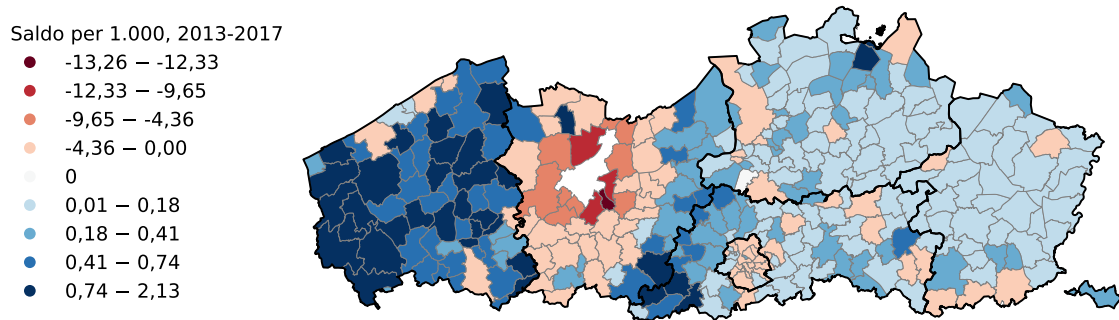 Saldo per 1.000, 2013-2017
-13,26 − -12,33
-12,33 − -9,65
-9,65 − -4,36
-4,36 − 0,00
0
0,01 − 0,18
0,18 − 0,41
0,41 − 0,74
0,74 − 2,13